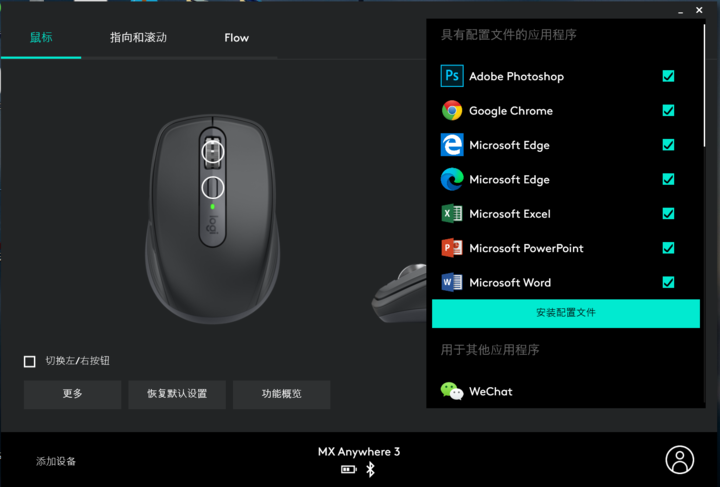 鼠标
指向和滚动
Flow
具有配置文件的应用程序
Ps Adobe Photoshop
Google Chrome
Microsoft Edge
Microsoft Edge
Microsoft Excel
Microsoft PowerPoint
Microsoft Word
安装配置文件
用于其他应用程序
WeChat
logi
切换左/右按钮
更多
恢复默认设置
功能概览
添加设备
MX Anywhere 3